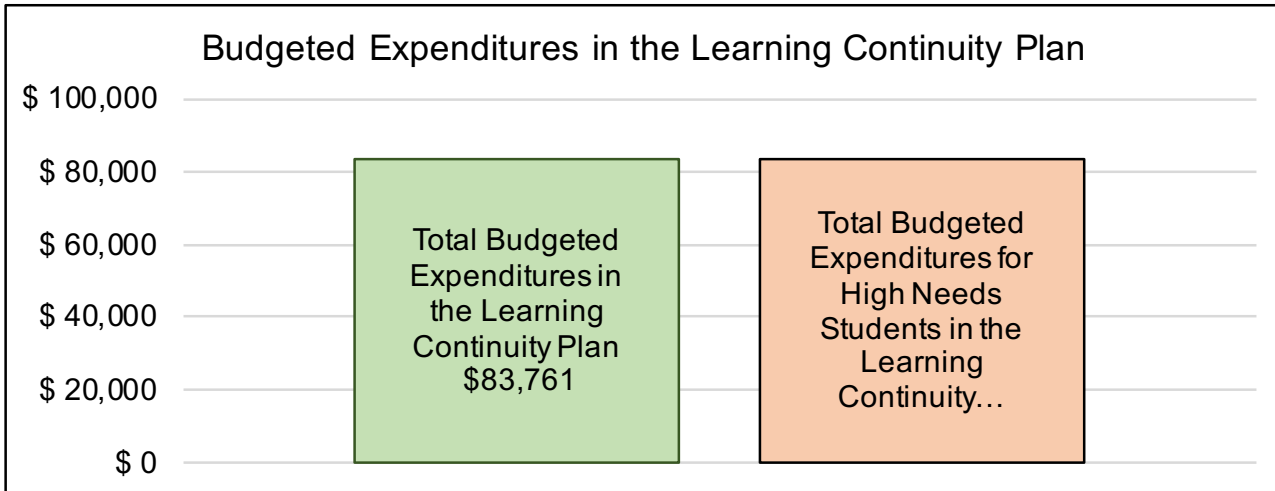 Budgeted Expenditures in the Learning Continuity Plan
$ 100,000
$ 80,000
$ 60,000
$ 40,000
$ 20,000
$ 0
Total Budgeted
Expenditures in
the Learning
Continuity Plan
$83,761
Total Budgeted
Expenditures for
High Needs
Students in the
Learning
Continuity…